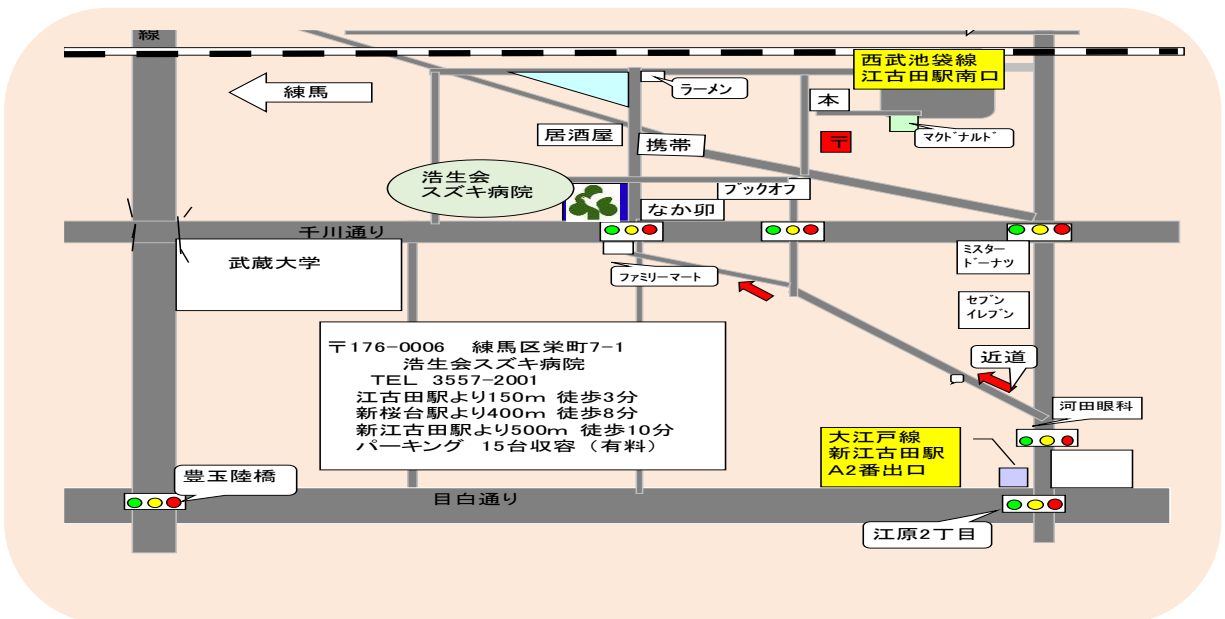 線
西武池袋線
江古田駅南口
練馬
ラーメン
本
居酒屋
携帯
〒
マクドナルド
浩生会
スズキ病院
ブックオフ
なか卯
千川通り
武蔵大学
ファミリーマート
ミスター
ドーナツ
セブン
イレブン
〒176-0006 練馬区栄町7-1
浩生会スズキ病院
TEL 3557-2001
江古田駅より150m 徒歩3分
新桜台駅より400m 徒歩8分
新江古田駅より500m 徒歩10分
パーキング 15台収容（有料）
近道
河田眼科
大江戸線
新江古田駅
A2番出口
豊玉陸橋
目白通り
江原2丁目